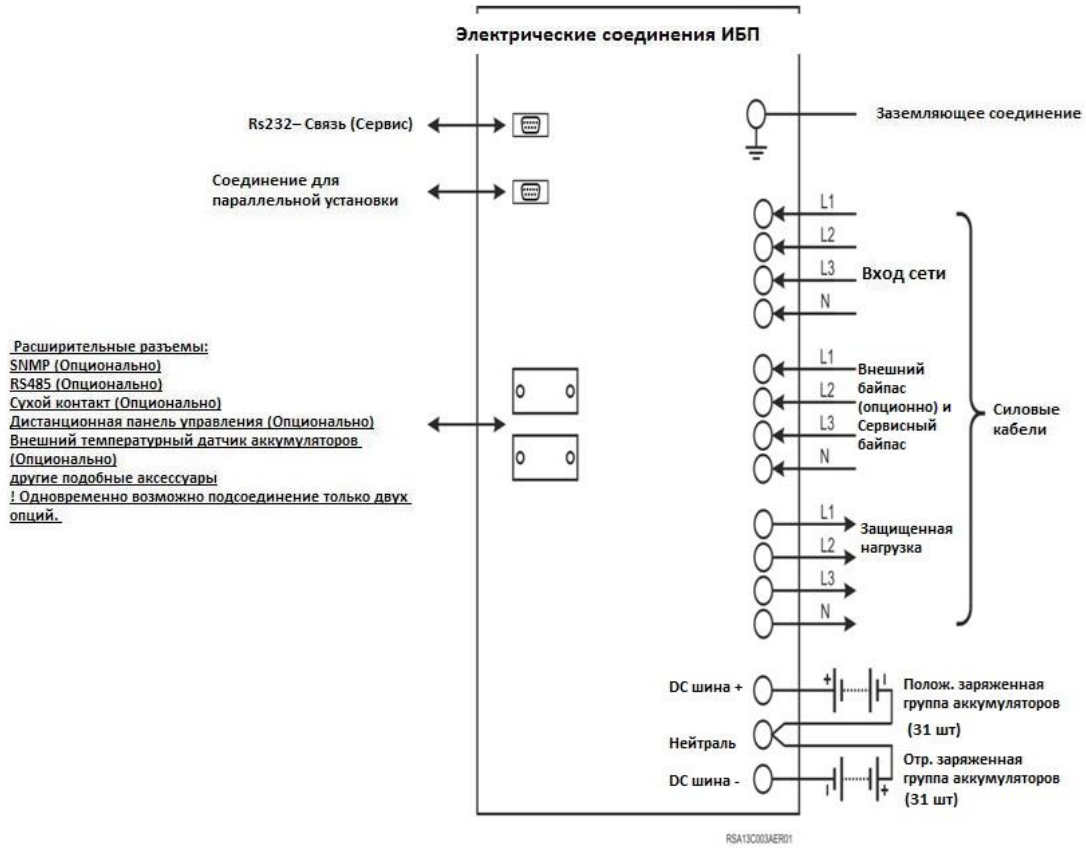 Электрические соединения ИБП
Rs232– Связь (Сервис)
Заземляющее соединение
Соединение для
параллельной установки
L1
L2
L3
N
Вход сети
Расширительные разъемы:
SNMP (Опционально)
RS485 (Опционально)
Сухой контакт (Опционально)
Дистанционная панель управления (Опционально)
Внешний температурный датчик аккумуляторов
(Опционально)
другие подобные аксессуары
! Одновременно возможно подсоединение только двух
опций.
L1
L2
L3
N
Внешний
байпас
(опционно) и
Сервисный
байпас
Силовые
кабели
L1
L2
L3
N
Защищенная
нагрузка
DC шина +
+
–
Полож. заряженная
группа аккумуляторов
(31 шт)
Нейтраль
DC шина -
–
+
Отр. заряженная
группа аккумуляторов
(31 шт)
RSA13C003AER01